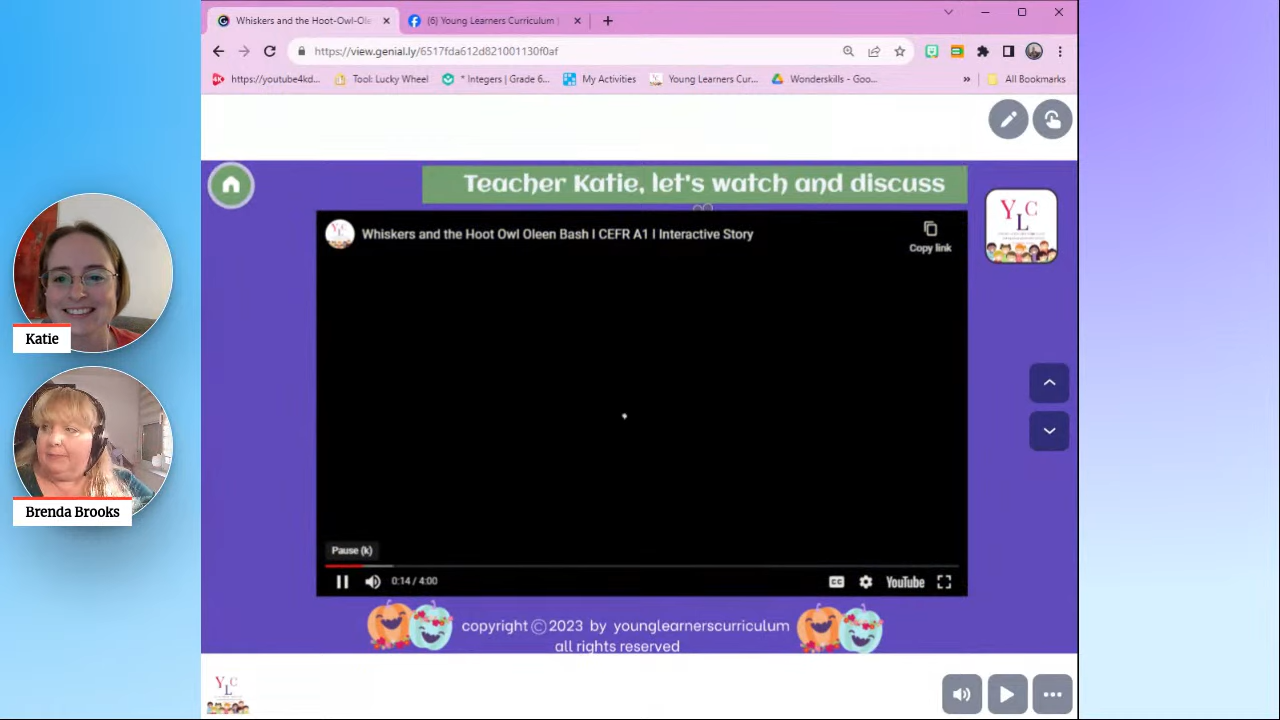 Whiskers and the Hoot-Owl-Ole
(6) Young Learners Curriculum
https://view.genial.ly/6517fda612d821001130f0af
https://youtube4kd...
Tool: Lucky Wheel
* Integers | Grade 6...
My Activities
Young Learners Cur...
Wonderskills - Goo...
»
All Bookmarks
Teacher Katie, let's watch and discuss
YLC
Whiskers and the Hoot Owl Oleen Bash I CEFR A1 I Interactive Story
Copy link
Katie
Brenda Brooks
Pause (k)
0:14 / 4:00
CC
YouTube
copyright ©2023 by younglearnerscurriculum
all rights reserved
YLC